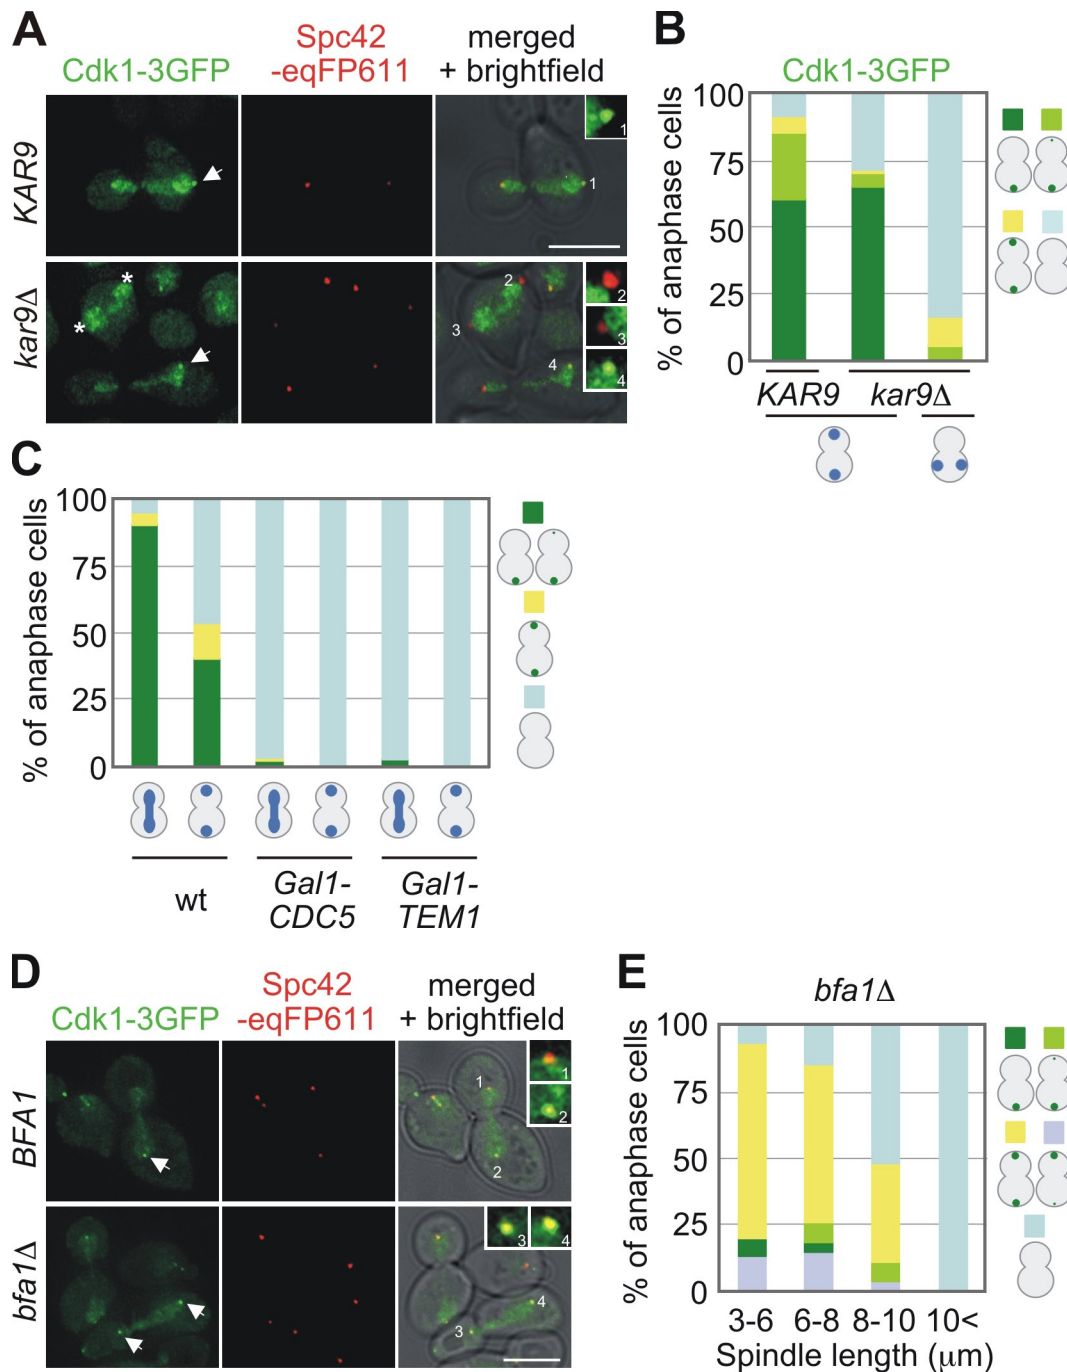 A
Cdk1-3GFP
Spc42
-eqFP611
merged
+ brightfield
KAR9
1
1
kar9Δ
*
*
2
3
4
2
3
4
B
Cdk1-3GFP
% of anaphase cells
100
75
50
25
0
KAR9
kar9Δ
C
% of anaphase cells
100
75
50
25
0
wt
Gal1-
CDC5
Gal1-
TEM1
D
Cdk1-3GFP
Spc42
-eqFP611
merged
+ brightfield
BFA1
1
2
1
2
bfa1Δ
3
4
3
4
E
bfa1Δ
% of anaphase cells
100
75
50
25
0
3-6
6-8
8-10
10<
Spindle length (μm)